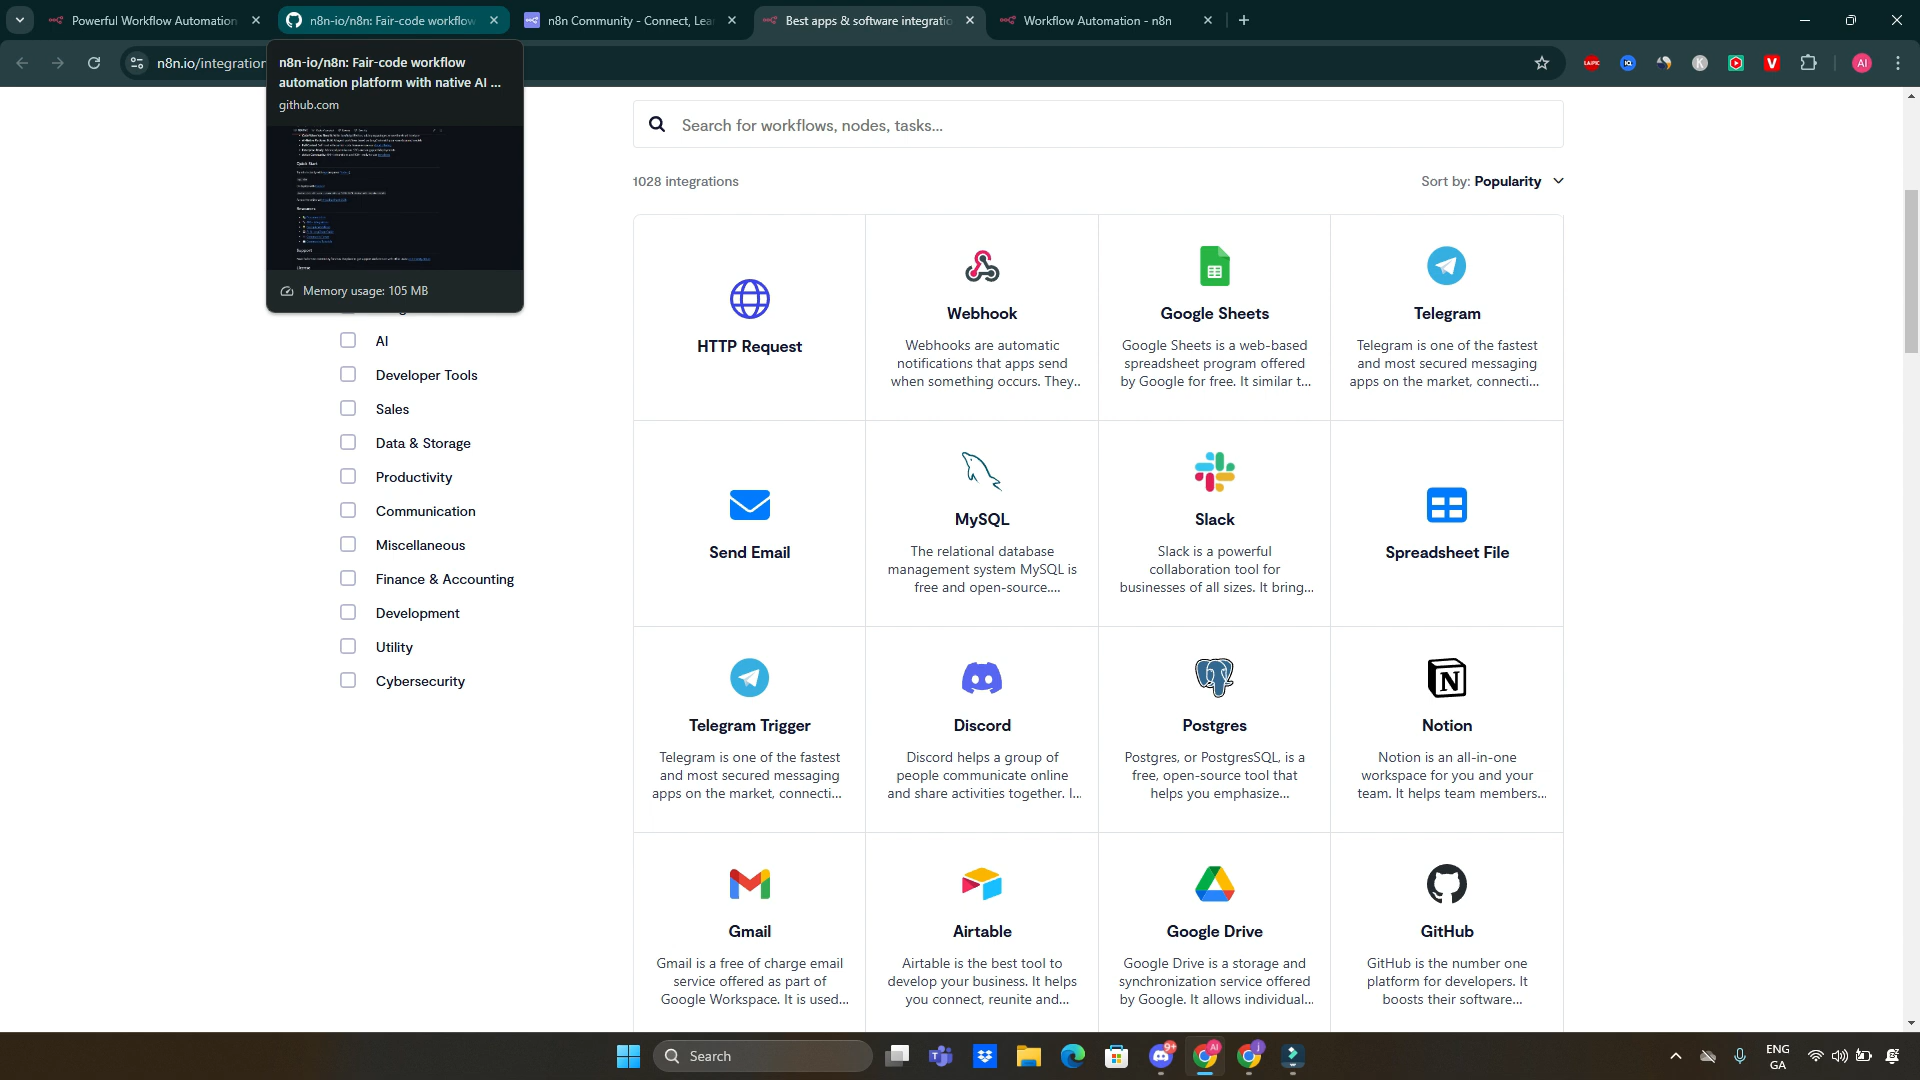 Powerful Workflow Automation
n8n-io/n8n: Fair-code workflow
n8n Community - Connect, Lear
Best apps & software integratio
Workflow Automation - n8n
n8n.io/integration
AI
n8n-io/n8n: Fair-code workflow
automation platform with native AI ...
github.com
Quick Start
Resources
Support
License
Memory usage: 105 MB
Search for workflows, nodes, tasks...
1028 integrations
Sort by: Popularity
AI
Developer Tools
Sales
Data & Storage
Productivity
Communication
Miscellaneous
Finance & Accounting
Development
Utility
Cybersecurity
HTTP Request
Webhook
Webhooks are automatic
notifications that apps send
when something occurs. They..
Google Sheets
Google Sheets is a web-based
spreadsheet program offered
by Google for free. It similar t...
Telegram
Telegram is one of the fastest
and most secured messaging
apps on the market, connecti...
Send Email
MySQL
The relational database
management system MySQL is
free and open-source....
Slack
Slack is a powerful
collaboration tool for
businesses of all sizes. It bring...
Spreadsheet File
Telegram Trigger
Telegram is one of the fastest
and most secured messaging
apps on the market, connecti...
Discord
Discord helps a group of
people communicate online
and share activities together. I...
Postgres
Postgres, or PostgresSQL, is a
free, open-source tool that
helps you emphasize...
Notion
Notion is an all-in-one
workspace for you and your
team. It helps team members...
Gmail
Gmail is a free of charge email
service offered as part of
Google Workspace. It is used...
Airtable
Airtable is the best tool to
develop your business. It helps
you connect, reunite and...
Google Drive
Google Drive is a storage and
synchronization service offered
by Google. It allows individual...
GitHub
GitHub is the number one
platform for developers. It
boosts their software...
Search
9+
AI
j
ENG
GA